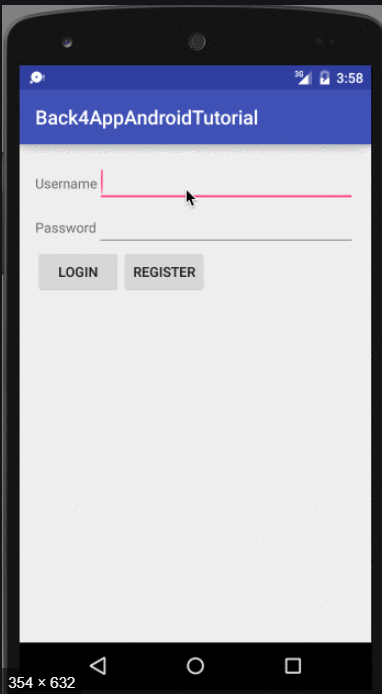 3G 3:58
Back4AppAndroidTutorial
Username
Password
LOGIN REGISTER
354 × 632